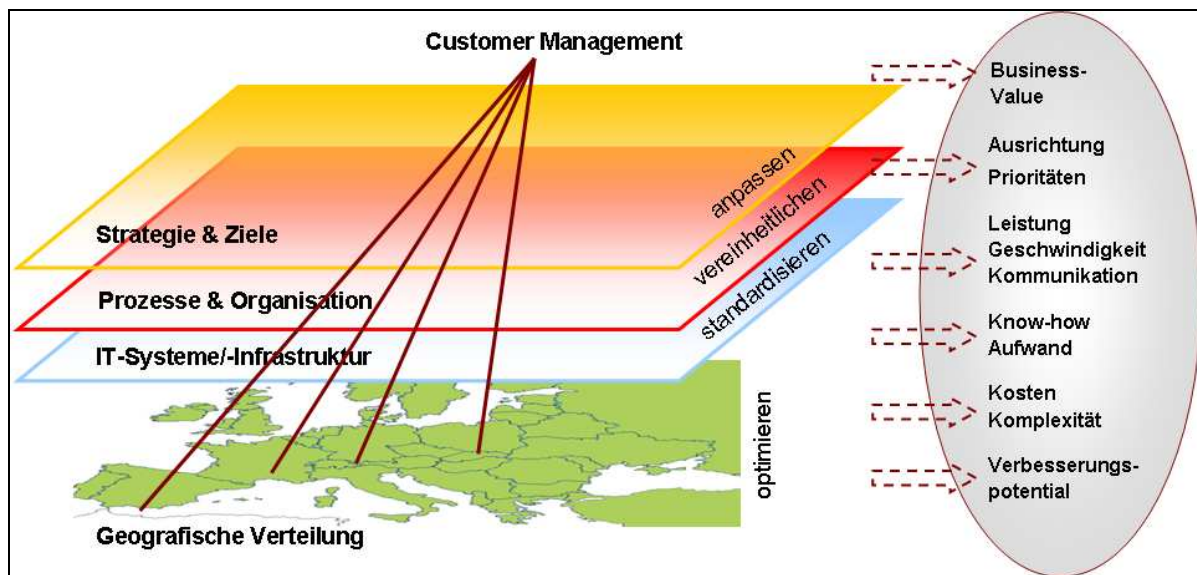 Customer Management
Strategie & Ziele
anpassen
Prozesse & Organisation
vereinheitlichen
IT-Systeme/-Infrastruktur
standardisieren
Geografische Verteilung
optimieren
Business-
Value
Ausrichtung
Prioritäten
Leistung
Geschwindigkeit
Kommunikation
Know-how
Aufwand
Kosten
Komplexität
Verbesserungs-
potential